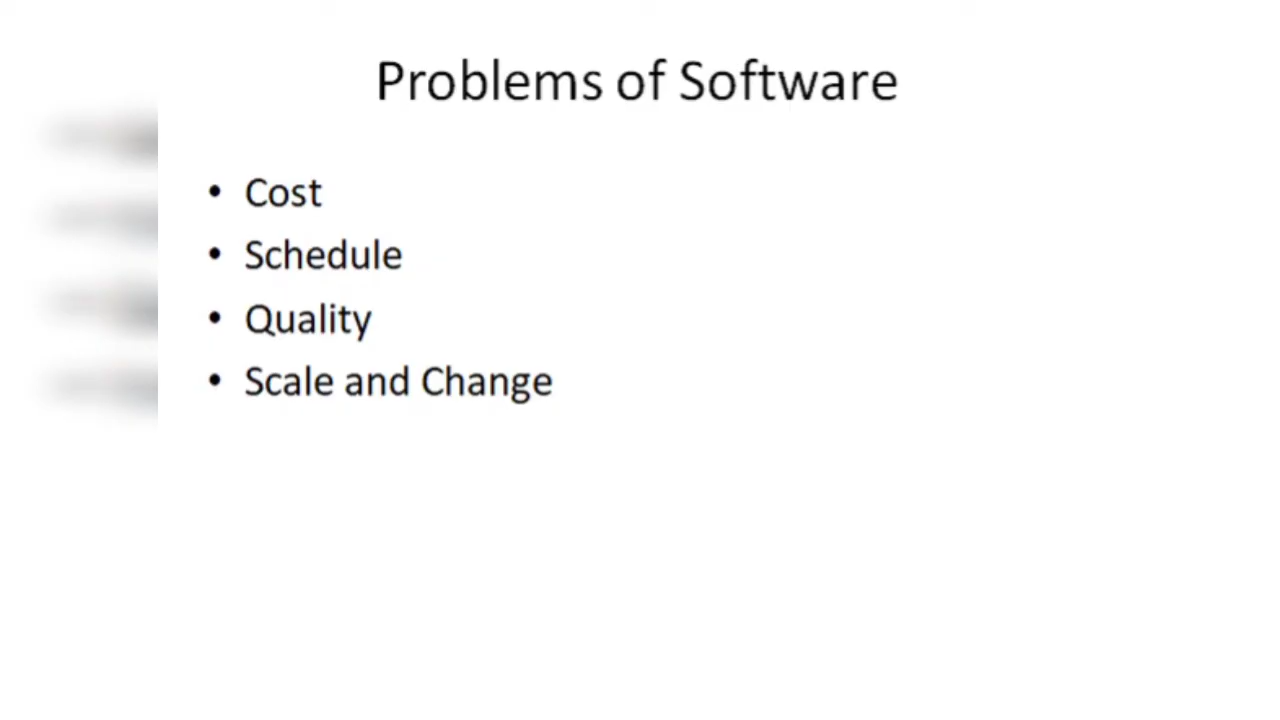 Problems of Software
• Cost
• Schedule
• Quality
• Scale and Change